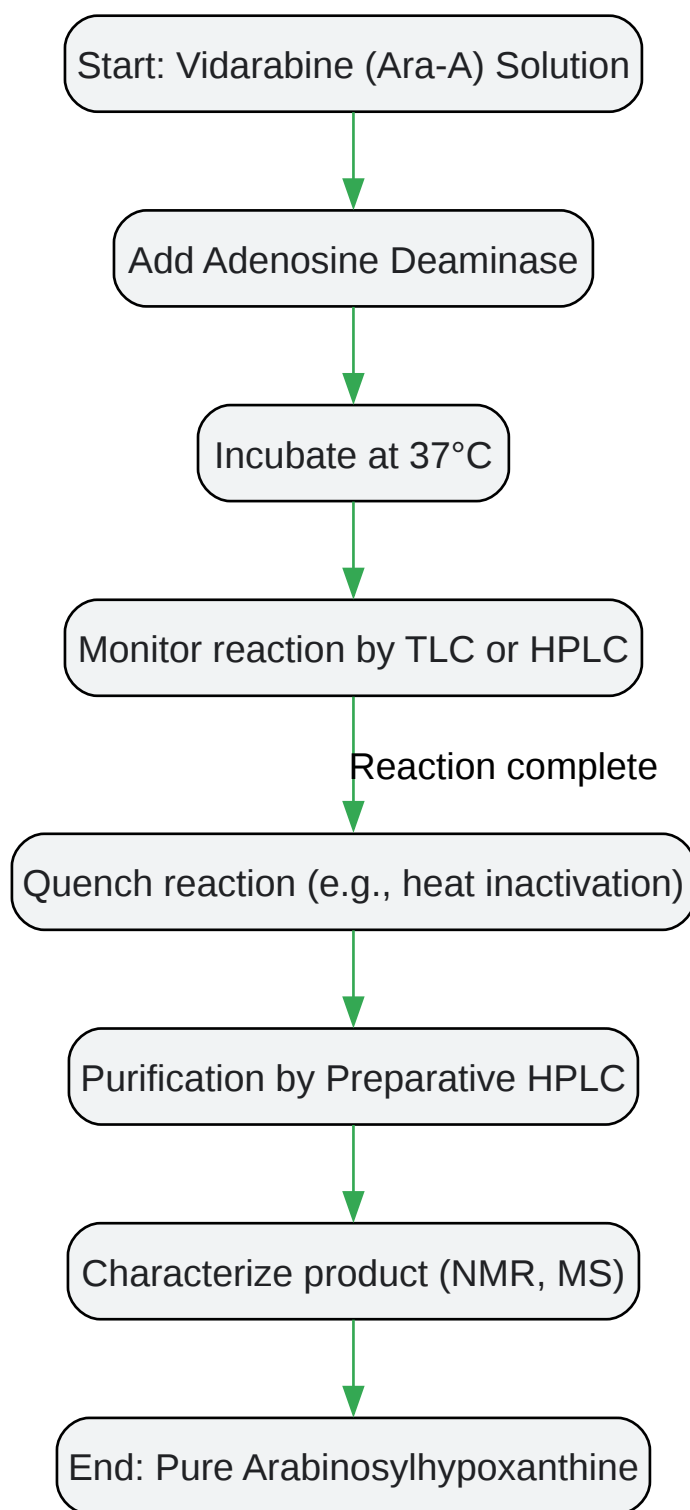 Start: Vidarabine (Ara-A) Solution
Add Adenosine Deaminase
Incubate at 37°C
Monitor reaction by TLC or HPLC
Reaction complete
Quench reaction (e.g., heat inactivation)
Purification by Preparative HPLC
Characterize product (NMR, MS)
End: Pure Arabinosylhypoxanthine